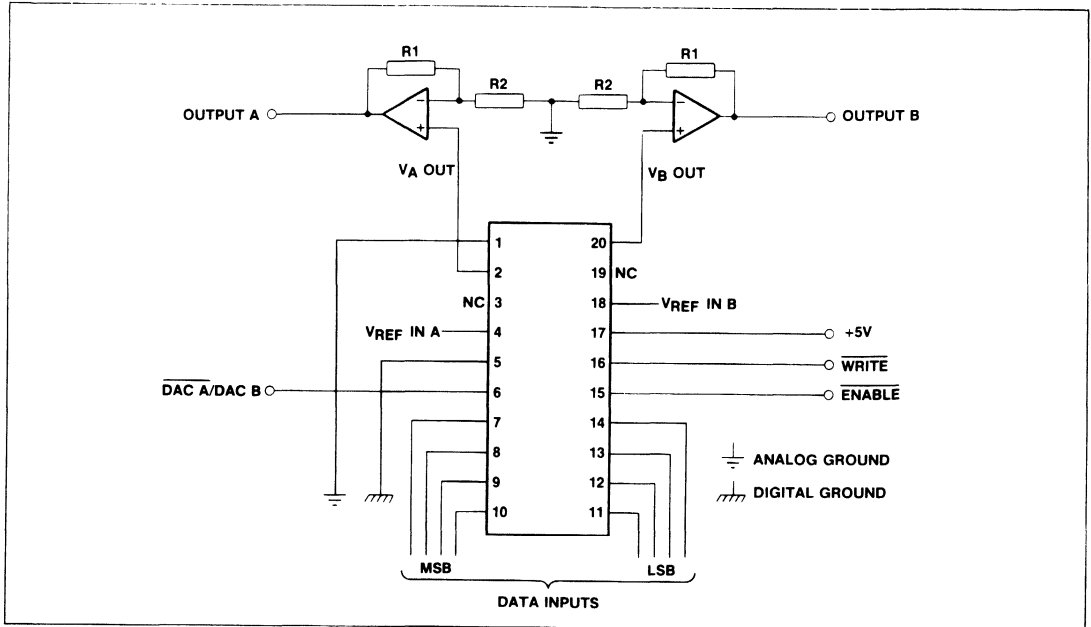 R1
R1
R2
R2
OUTPUT A
-
-
OUTPUT B
+
+
VA OUT
VB OUT
1
20
2
19 NC
NC 3
18 VREF IN B
VREF IN A 4
17 +5V
5
16 WRITE
DAC A/DAC B 6
15 ENABLE
7
14
8
13
ANALOG GROUND
9
12
DIGITAL GROUND
10
11
MSB
LSB
DATA INPUTS